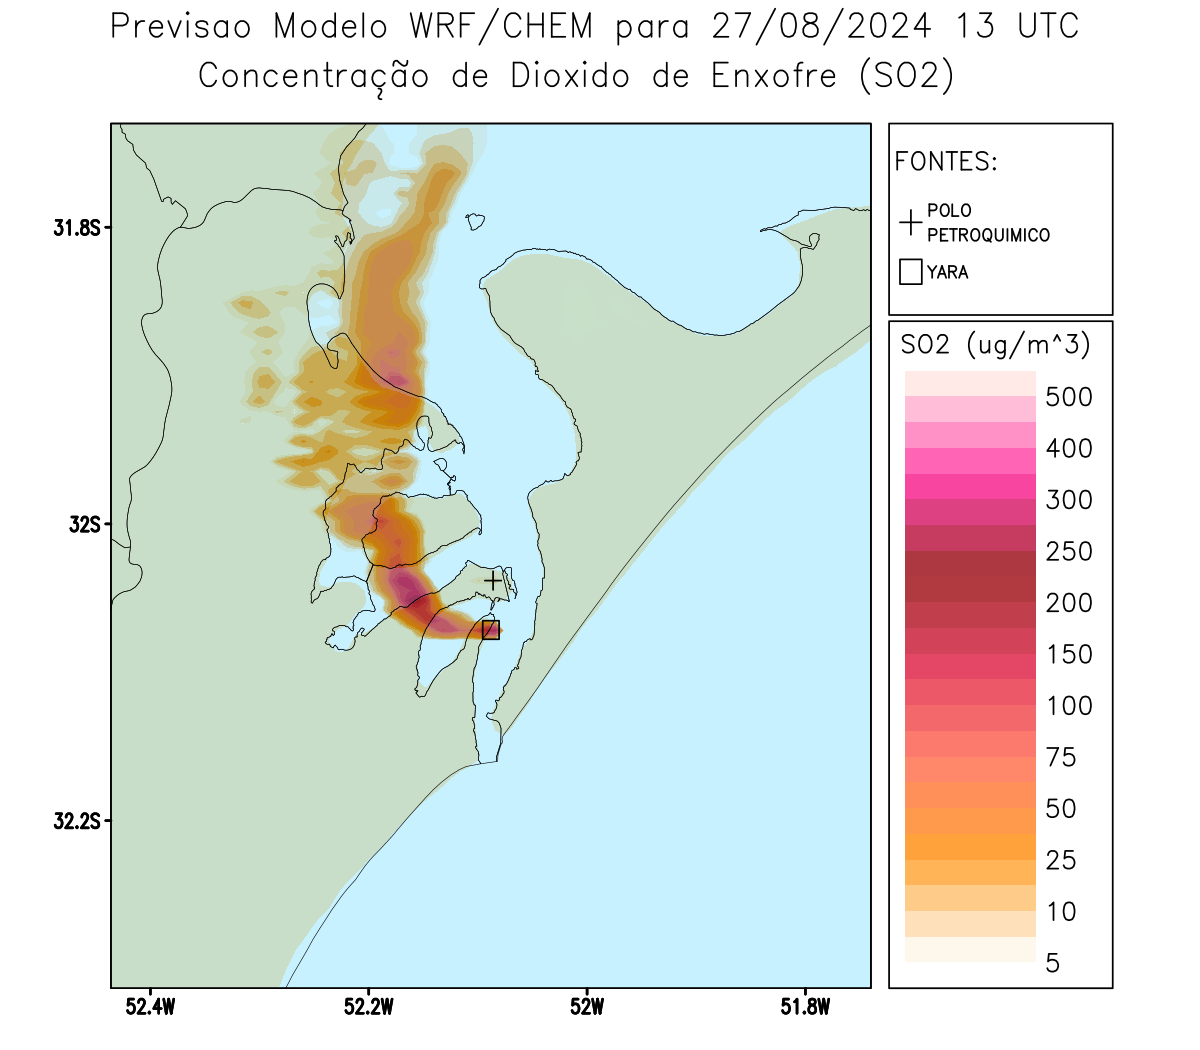 Previsao Modelo WRF/CHEM para 27/08/2024 13 UTC
Concentração de Dioxido de Enxofre (SO2)
FONTES:
POLO
PETROQUIMICO
YARA
SO2 (ug/m^3)
500
400
300
250
200
150
100
75
50
25
10
5
31.8S
32S
32.2S
52.4W
52.2W
52W
51.8W